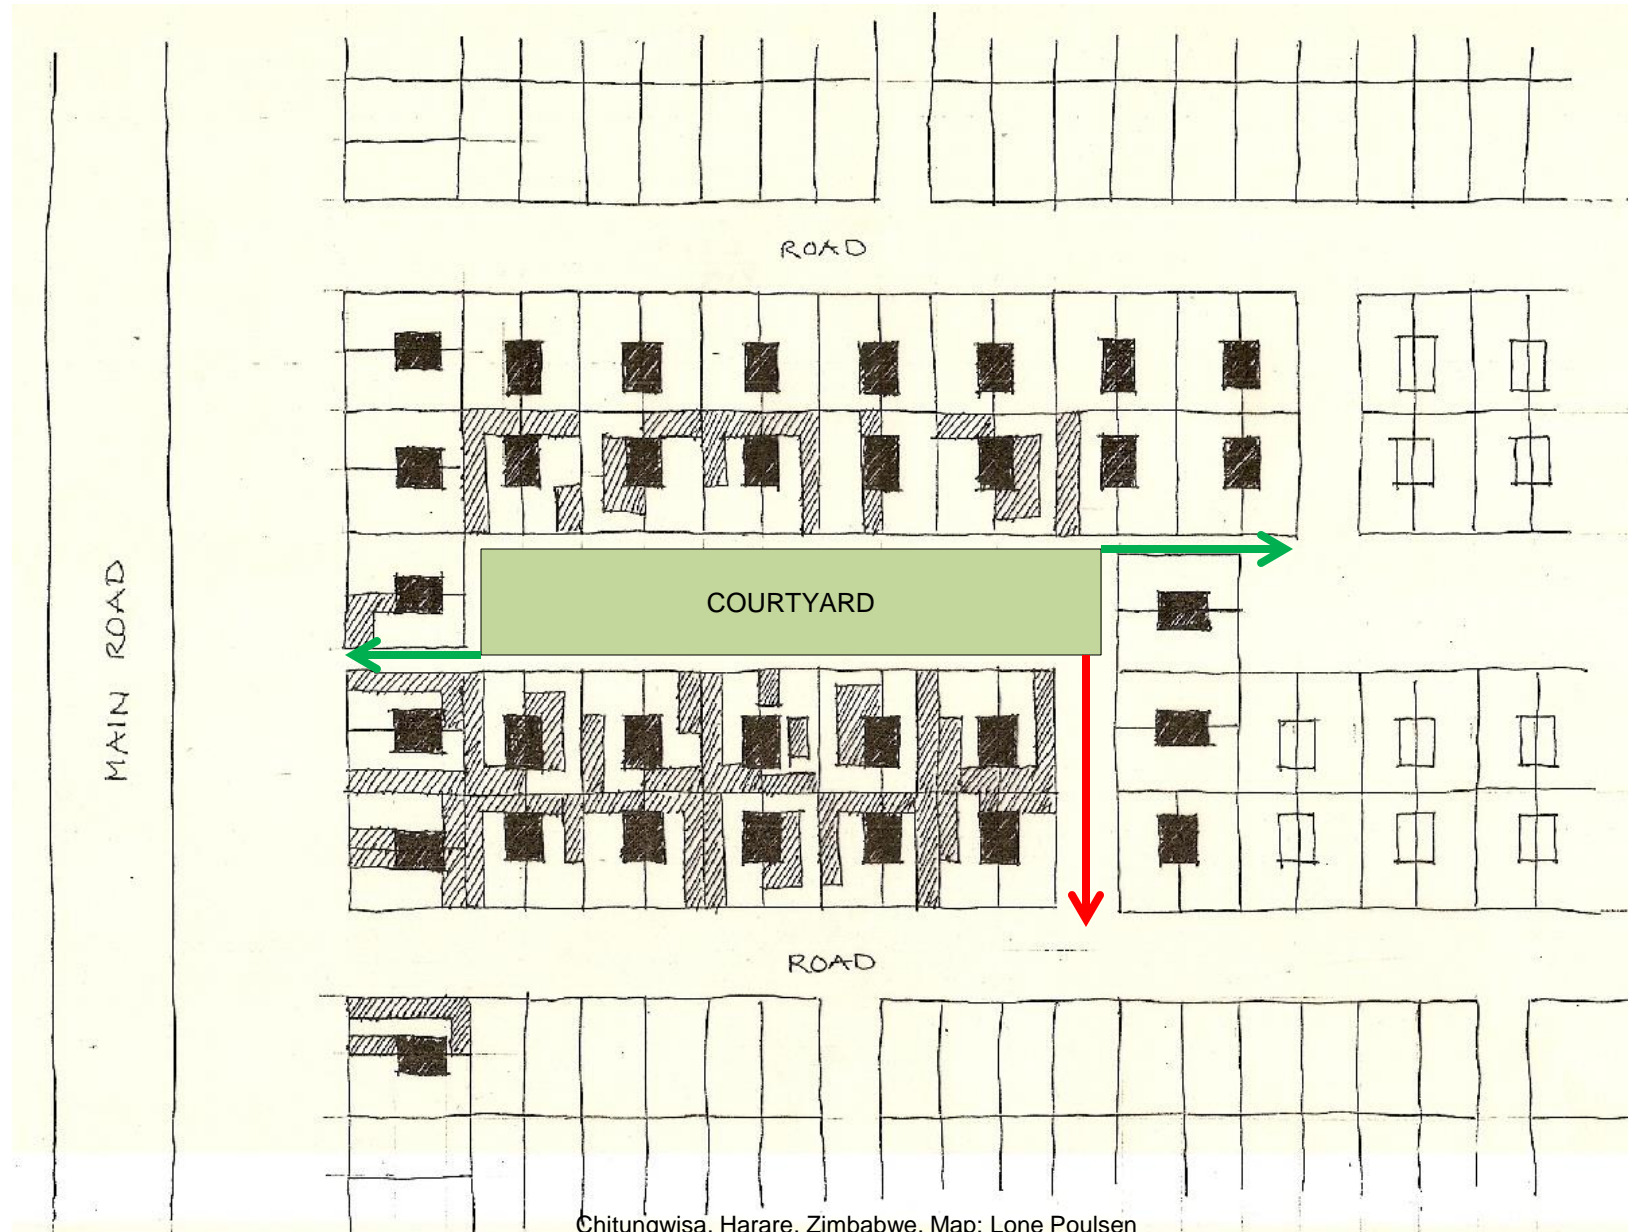 ROAD
COURTYARD
MAIN ROAD
ROAD
Chitungwisa, Harare, Zimbabwe. Map: Lone Poulsen